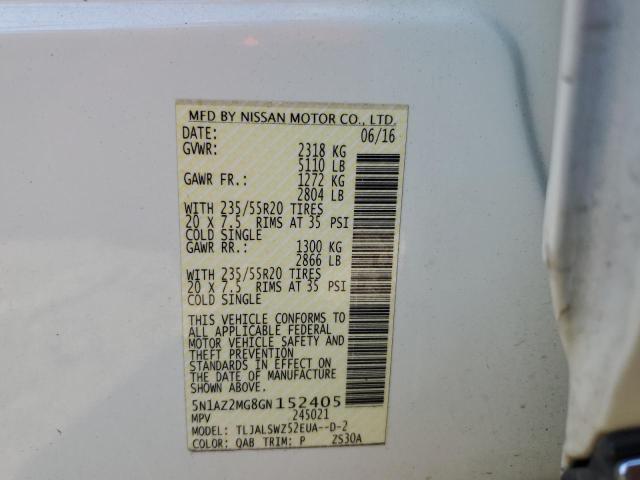 MFD BY NISSAN MOTOR CO., LTD.
DATE: 06/16
GVWR: 2318 KG
5110 LB
GAWR FR.: 1272 KG
2804 LB
WITH 235/55R20 TIRES
20 X 7.5 RIMS AT 35 PSI
COLD SINGLE
GAWR RR.: 1300 KG
2866 LB
WITH 235/55R20 TIRES
20 X 7.5 RIMS AT 35 PSI
COLD SINGLE
THIS VEHICLE CONFORMS TO
ALL APPLICABLE FEDERAL
MOTOR VEHICLE SAFETY AND
THEFT PREVENTION
STANDARDS IN EFFECT ON THE
DATE OF MANUFACTURE
SHOWN ABOVE.
5N1AZ2MG8GN152405
MPV 245021
MODEL: TLJALSWZ52EUA--D-2
COLOR: QAB TRIM: P ZS30A